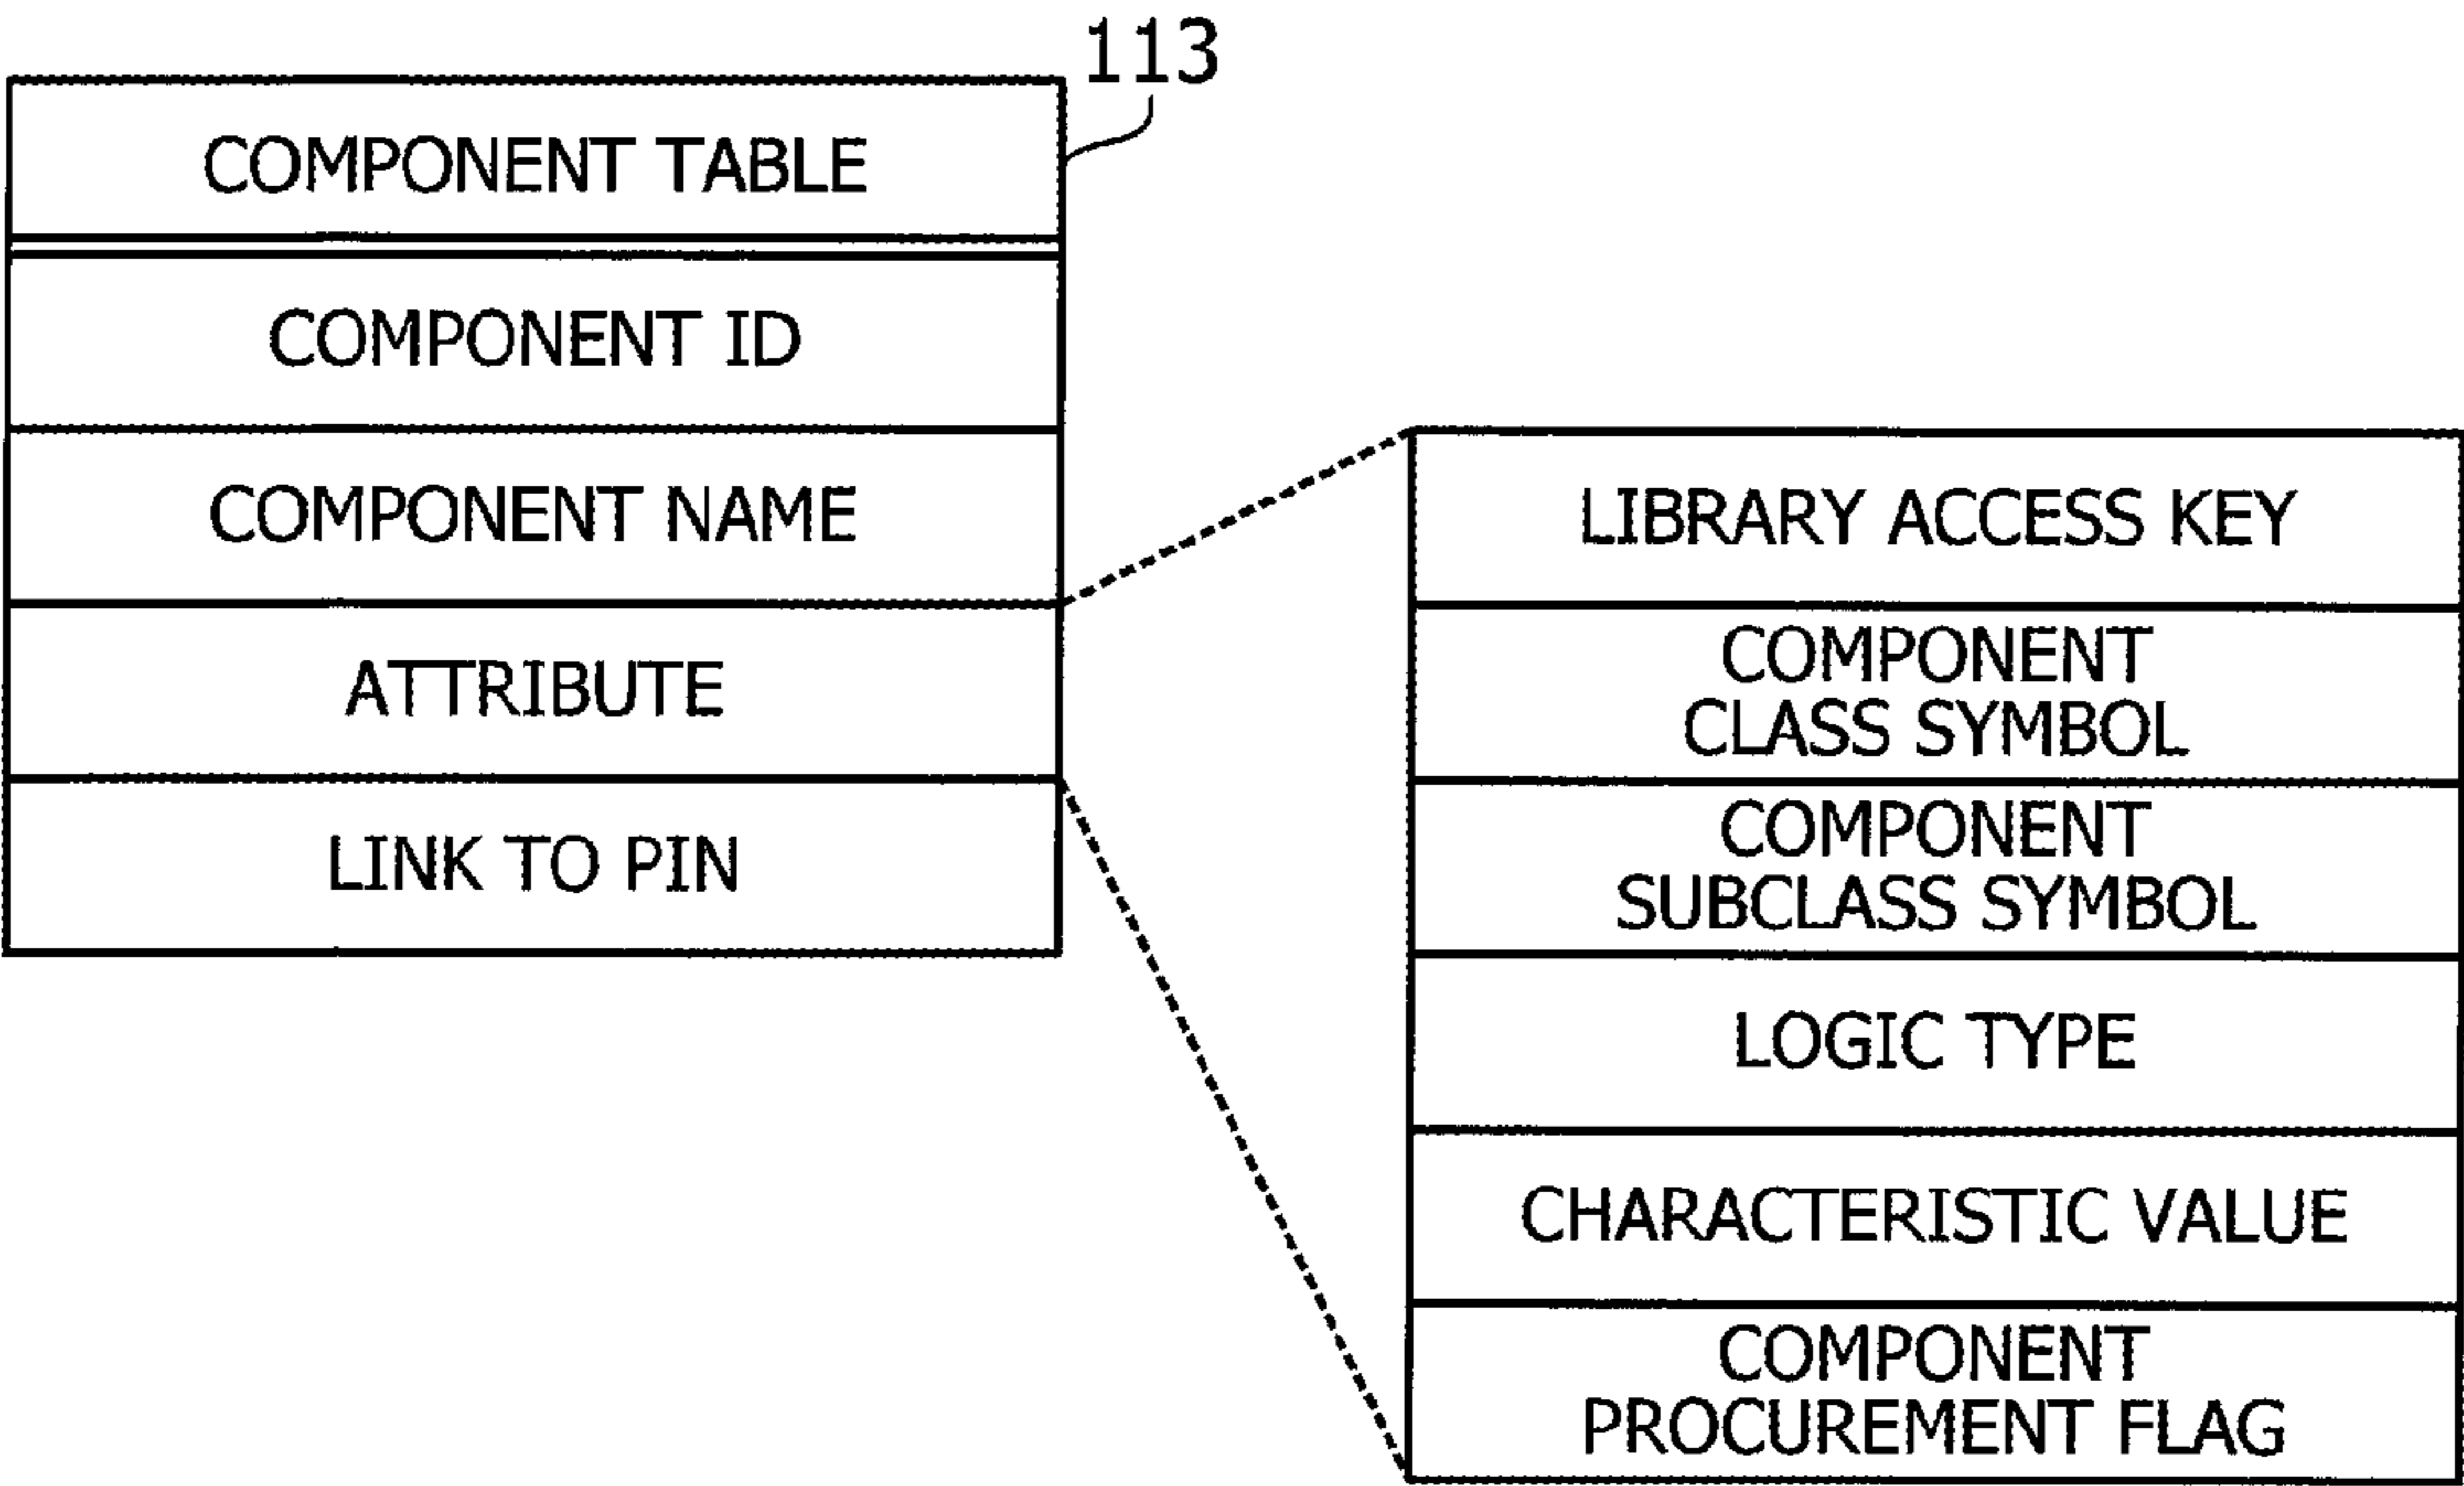 113
COMPONENT TABLE
COMPONENT ID
COMPONENT NAME
ATTRIBUTE
LINK TO PIN
LIBRARY ACCESS KEY
COMPONENT
CLASS SYMBOL
COMPONENT
SUBCLASS SYMBOL
LOGIC TYPE
CHARACTERISTIC VALUE
COMPONENT
PROCUREMENT FLAG